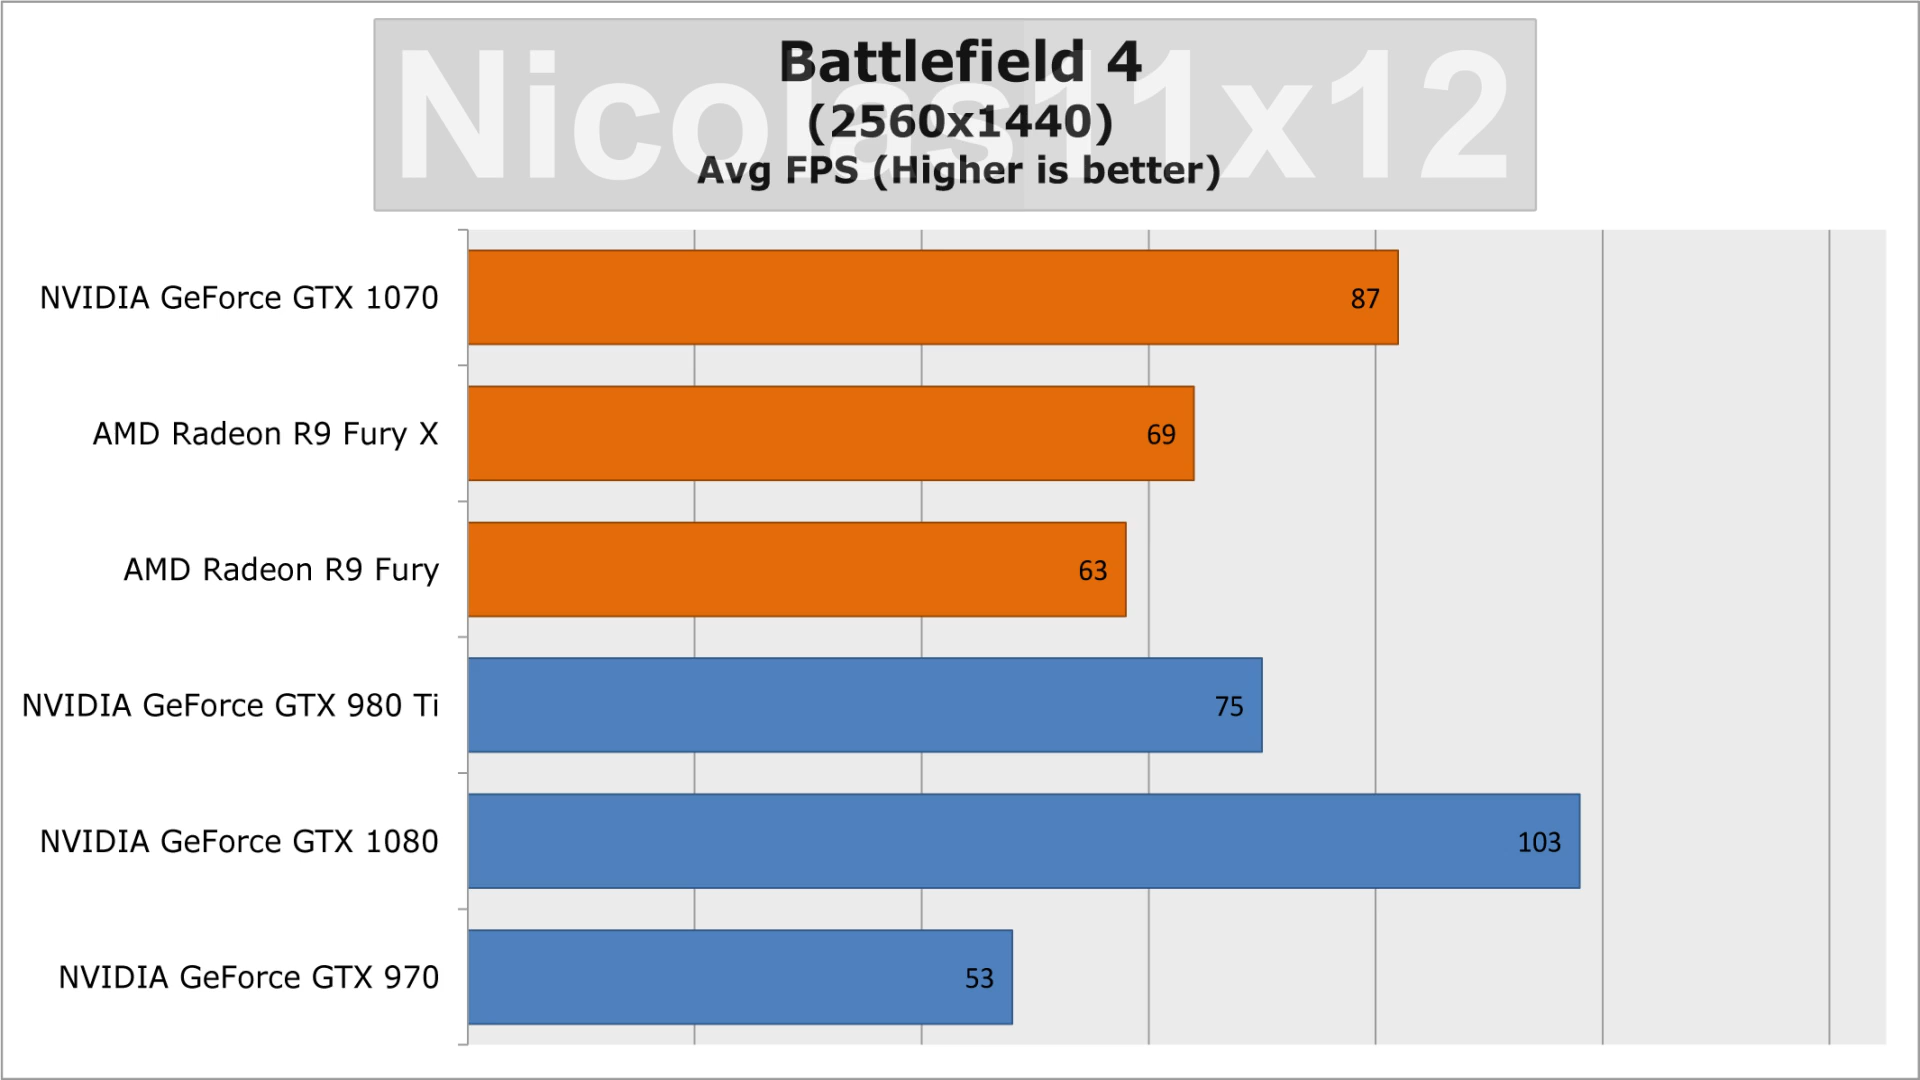 Nicolas11x12
Battlefield 4
(2560x1440)
Avg FPS (Higher is better)
NVIDIA GeForce GTX 1070
87
AMD Radeon R9 Fury X
69
AMD Radeon R9 Fury
63
NVIDIA GeForce GTX 980 Ti
75
NVIDIA GeForce GTX 1080
103
NVIDIA GeForce GTX 970
53